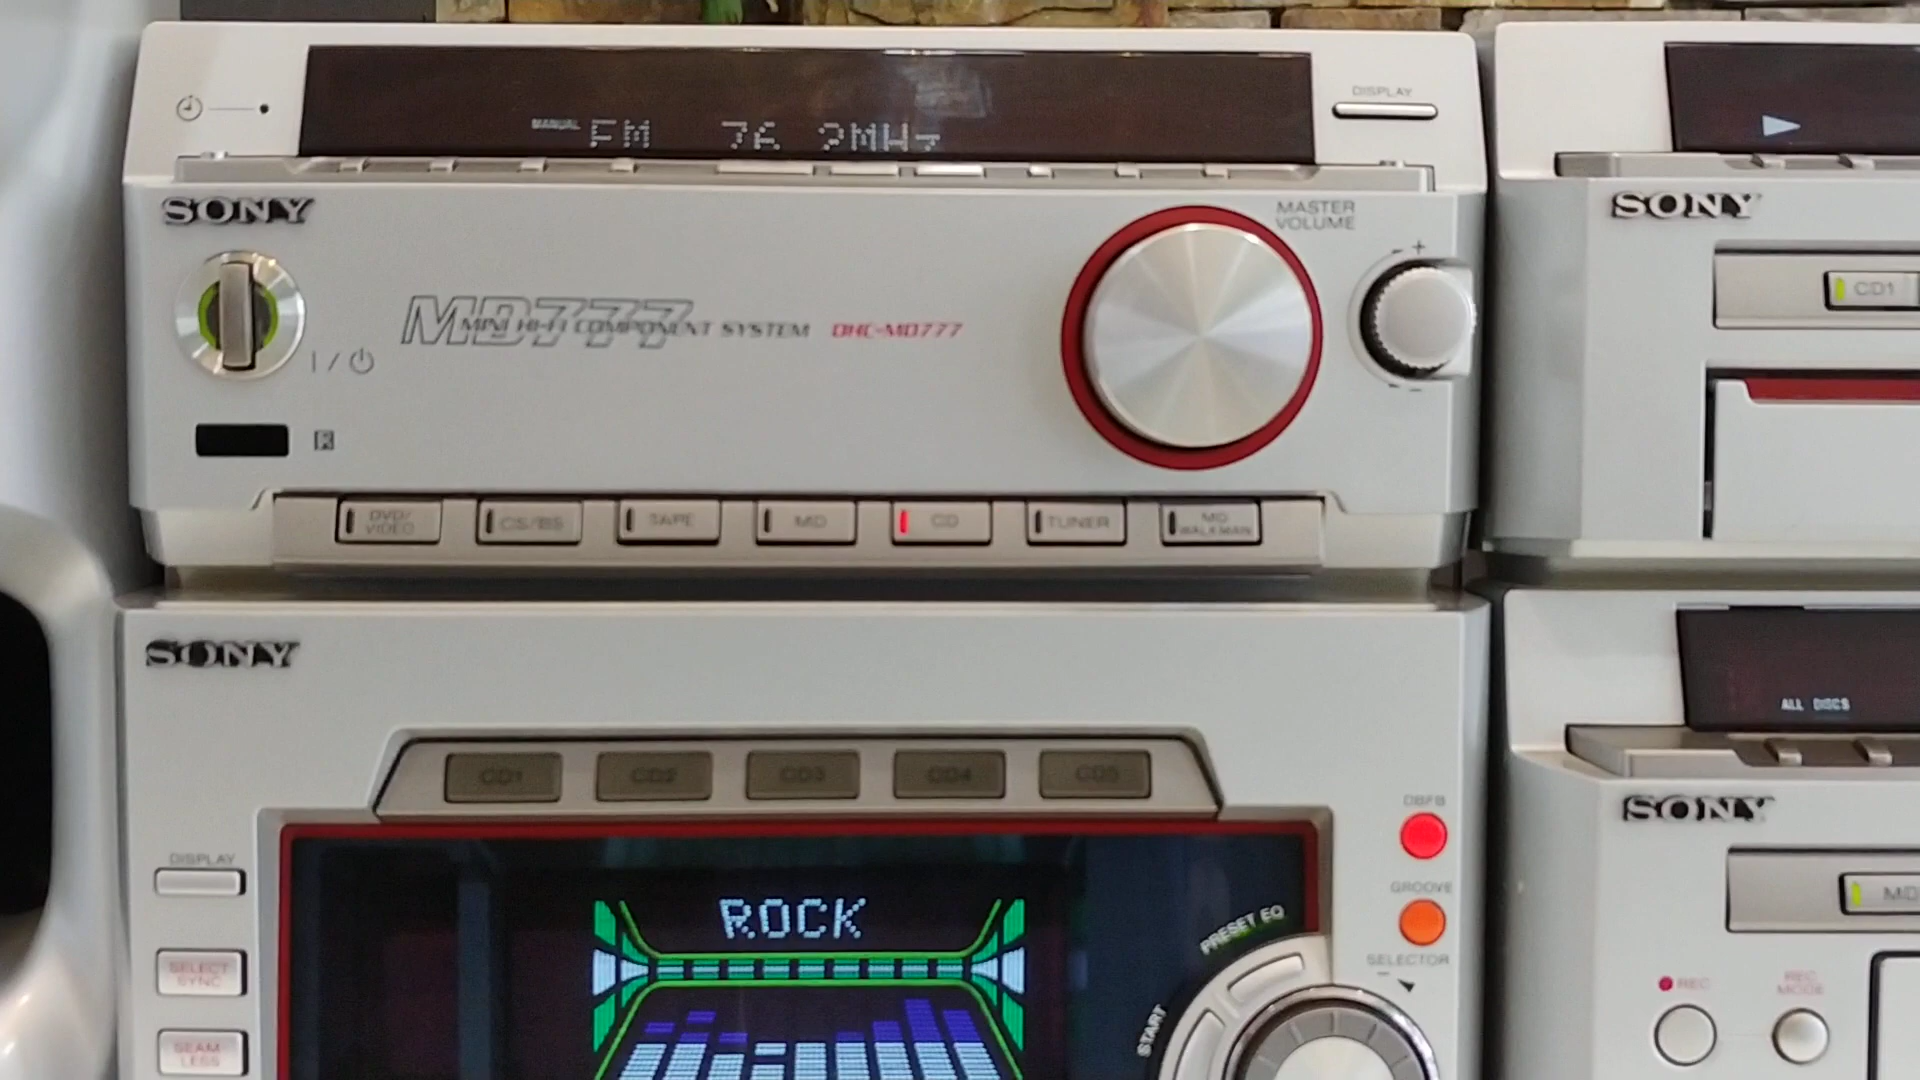 DISPLAY
MANUAL FM 76.2MHz
SONY
MASTER
VOLUME
- +
I / ⏻
MD777
MINI HI-FI COMPONENT SYSTEM DHC-MD777
R
DVD/
VIDEO
CS/BS
TAPE
MD
CD
TUNER
MD
WALKMAN
SONY
CD1
SONY
CD1
CD2
CD3
CD4
CD5
DBFB
DISPLAY
GROOVE
ROCK
PRESET EQ
SELECTOR
SELECT
SYNC
START
SEAM
LESS
ALL DISCS
SONY
MD
REC
REC
MODE